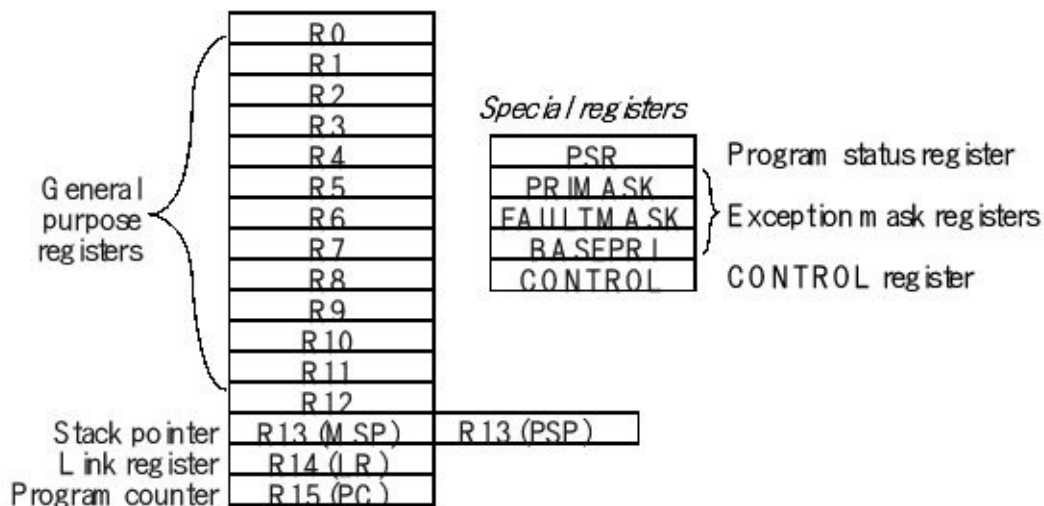 R0
R1
R2
R3
R4
R5
R6
R7
R8
R9
R10
R11
R12
General
purpose
registers
Stack pointer R13 (MSP) R13 (PSP)
Link register R14 (LR)
Program counter R15 (PC)
Special registers
PSR Program status register
PRIMASK
FAULTMASK Exception mask registers
BASEPRI
CONTROL CONTROL register